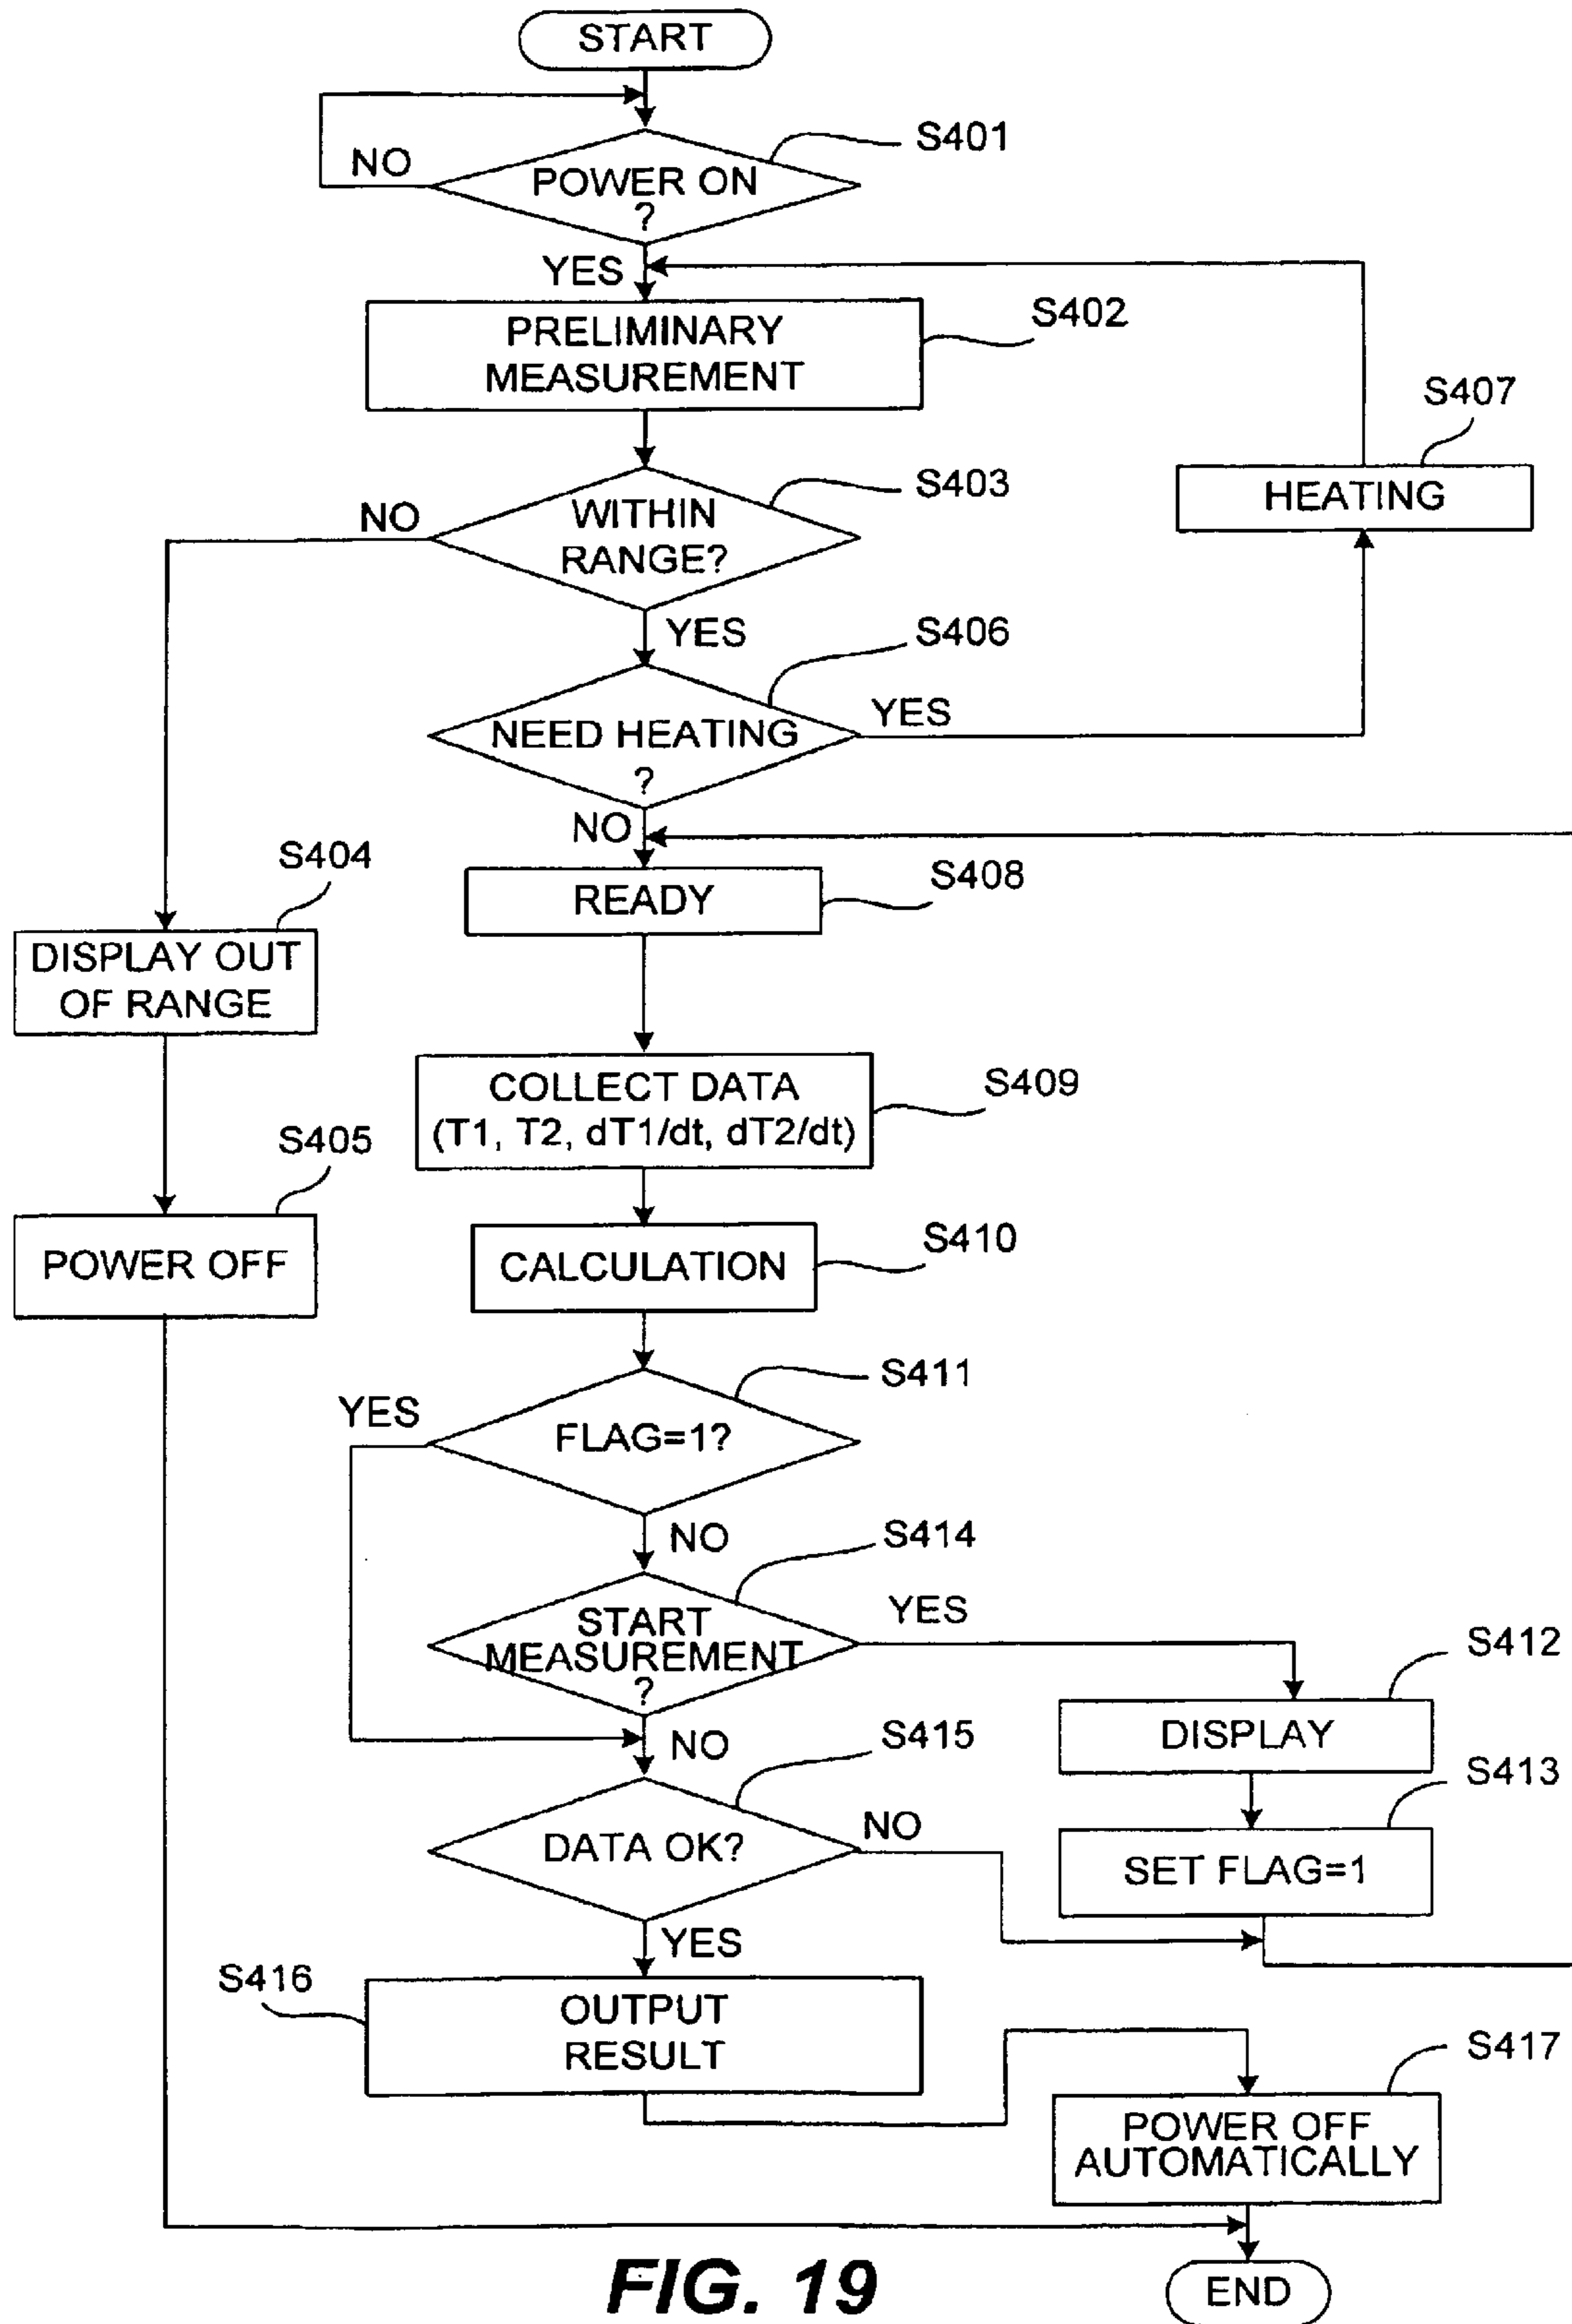 START
S401
NO
POWER ON
?
YES
S402
PRELIMINARY
MEASUREMENT
S407
HEATING
S403
NO
WITHIN
RANGE?
YES
S406
NEED HEATING
?
YES
NO
S404
DISPLAY OUT
OF RANGE
S408
READY
S409
COLLECT DATA
(T1, T2, dT1/dt, dT2/dt)
S405
POWER OFF
S410
CALCULATION
S411
YES
FLAG=1?
NO
S414
START
MEASUREMENT
?
YES
S412
DISPLAY
NO
S415
S413
DATA OK?
NO
SET FLAG=1
YES
S416
OUTPUT
RESULT
S417
POWER OFF
AUTOMATICALLY
END
FIG. 19